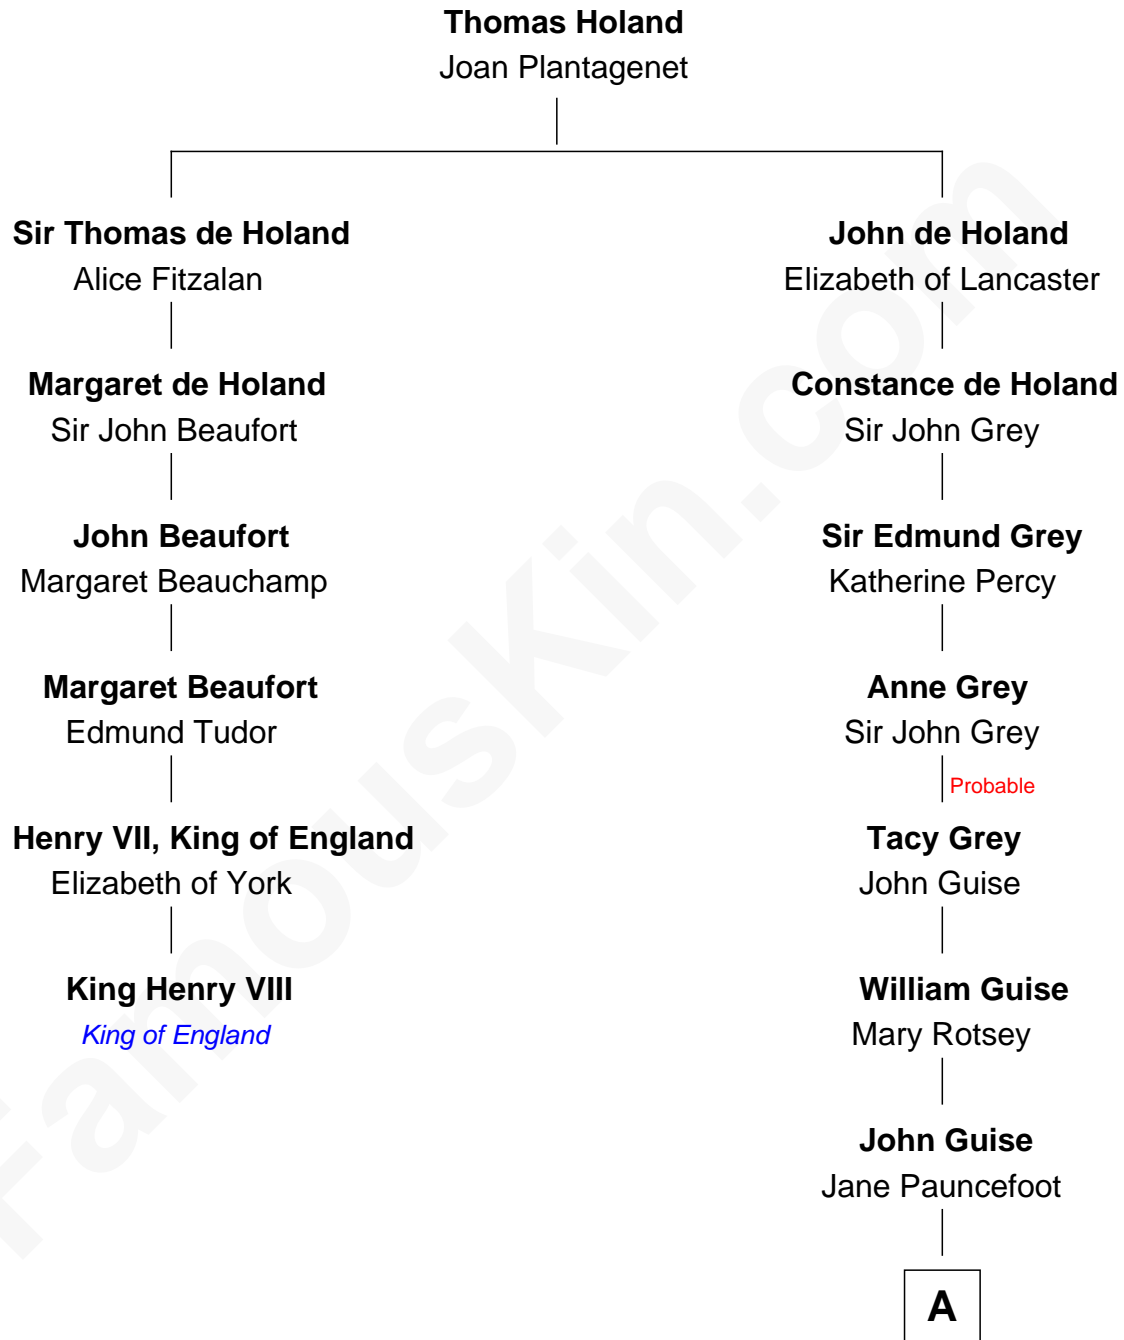 Thomas Holand
Joan Plantagenet
Sir Thomas de Holand
Alice Fitzalan
Margaret de Holand
Sir John Beaufort
John Beaufort
Margaret Beauchamp
Margaret Beaufort
Edmund Tudor
Henry VII, King of England
Elizabeth of York
King Henry VIII
King of England
John de Holand
Elizabeth of Lancaster
Constance de Holand
Sir John Grey
Sir Edmund Grey
Katherine Percy
Anne Grey
Sir John Grey
Probable
Tacy Grey
John Guise
William Guise
Mary Rotsey
John Guise
Jane Pauncefoot
A
FamousKin.com